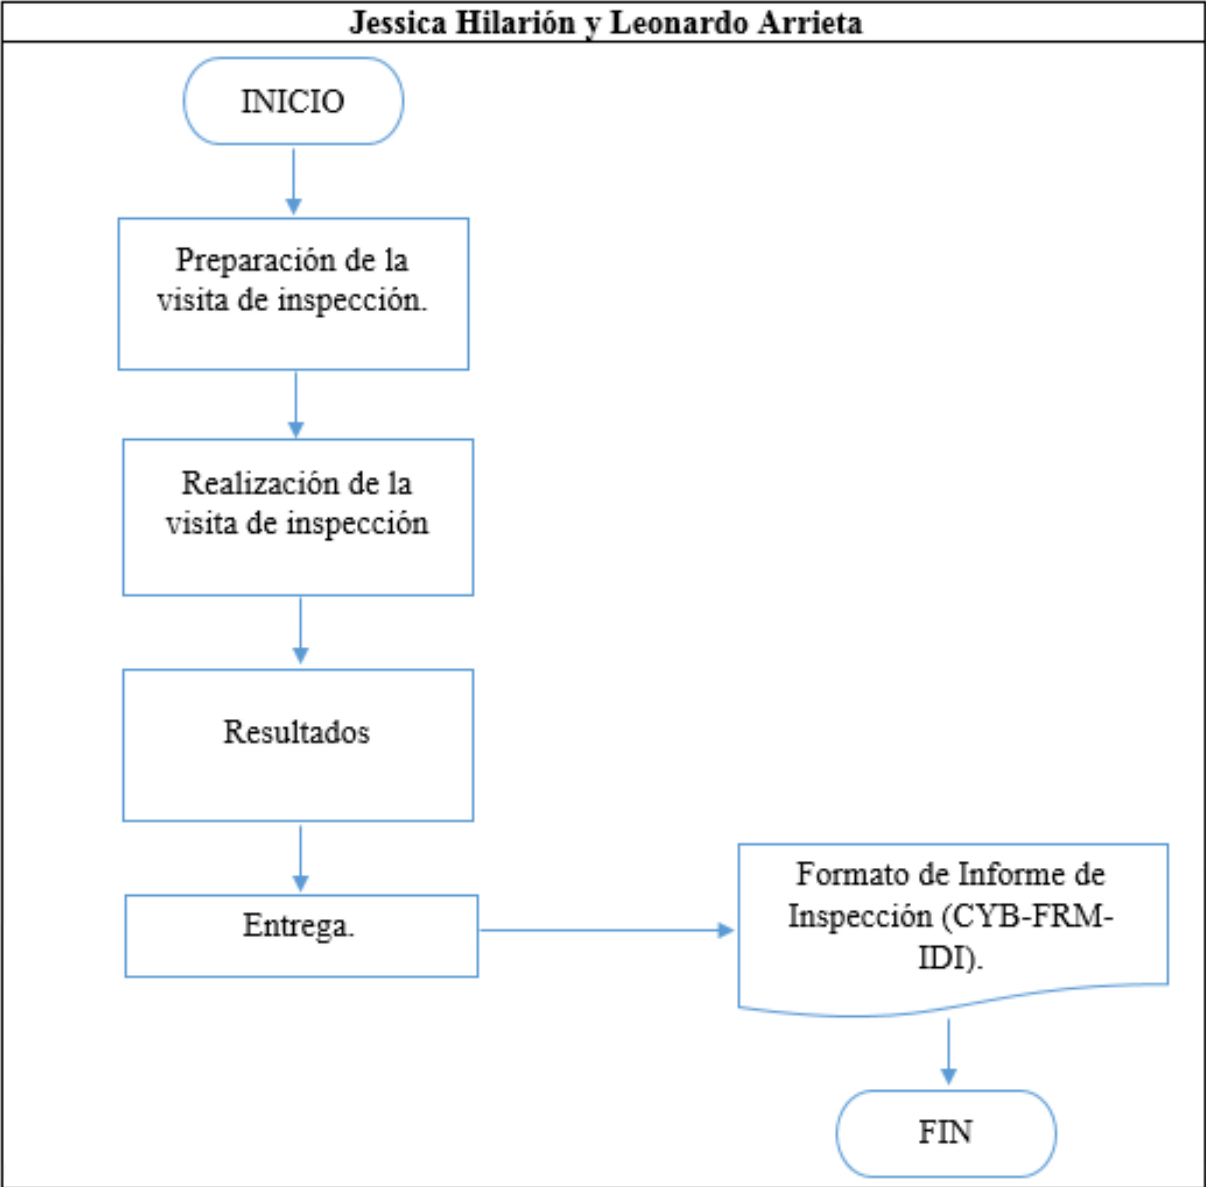 Jessica Hilarión y Leonardo Arrieta
INICIO
Preparación de la
visita de inspección.
Realización de la
visita de inspección
Resultados
Entrega.
Formato de Informe de
Inspección (CYB-FRM-
IDI).
FIN